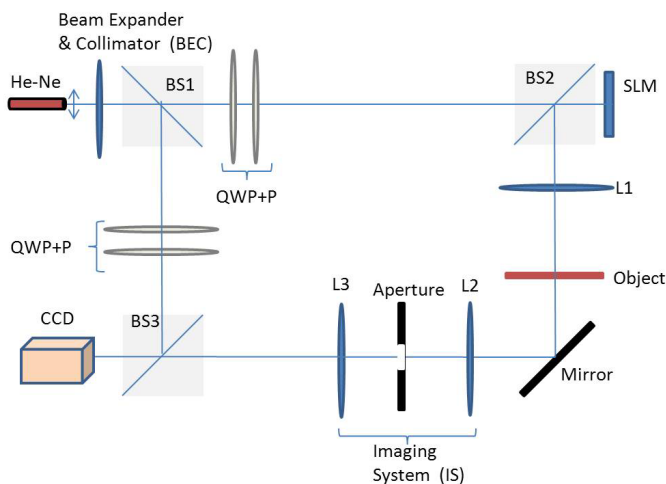 Beam Expander
& Collimator (BEC)
He-Ne
BS1
BS2
SLM
QWP+P
L1
QWP+P
Object
L3
Aperture
L2
CCD
BS3
Mirror
Imaging
System (IS)